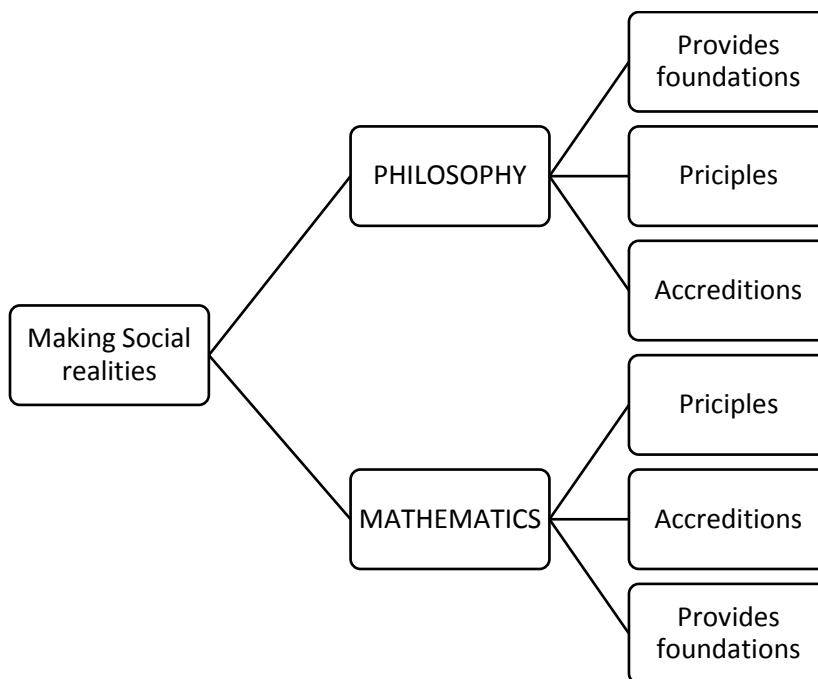 Provides
foundations
PHILOSOPHY
Priciples
Accreditions
Making Social
realities
Priciples
MATHEMATICS
Accreditions
Provides
foundations